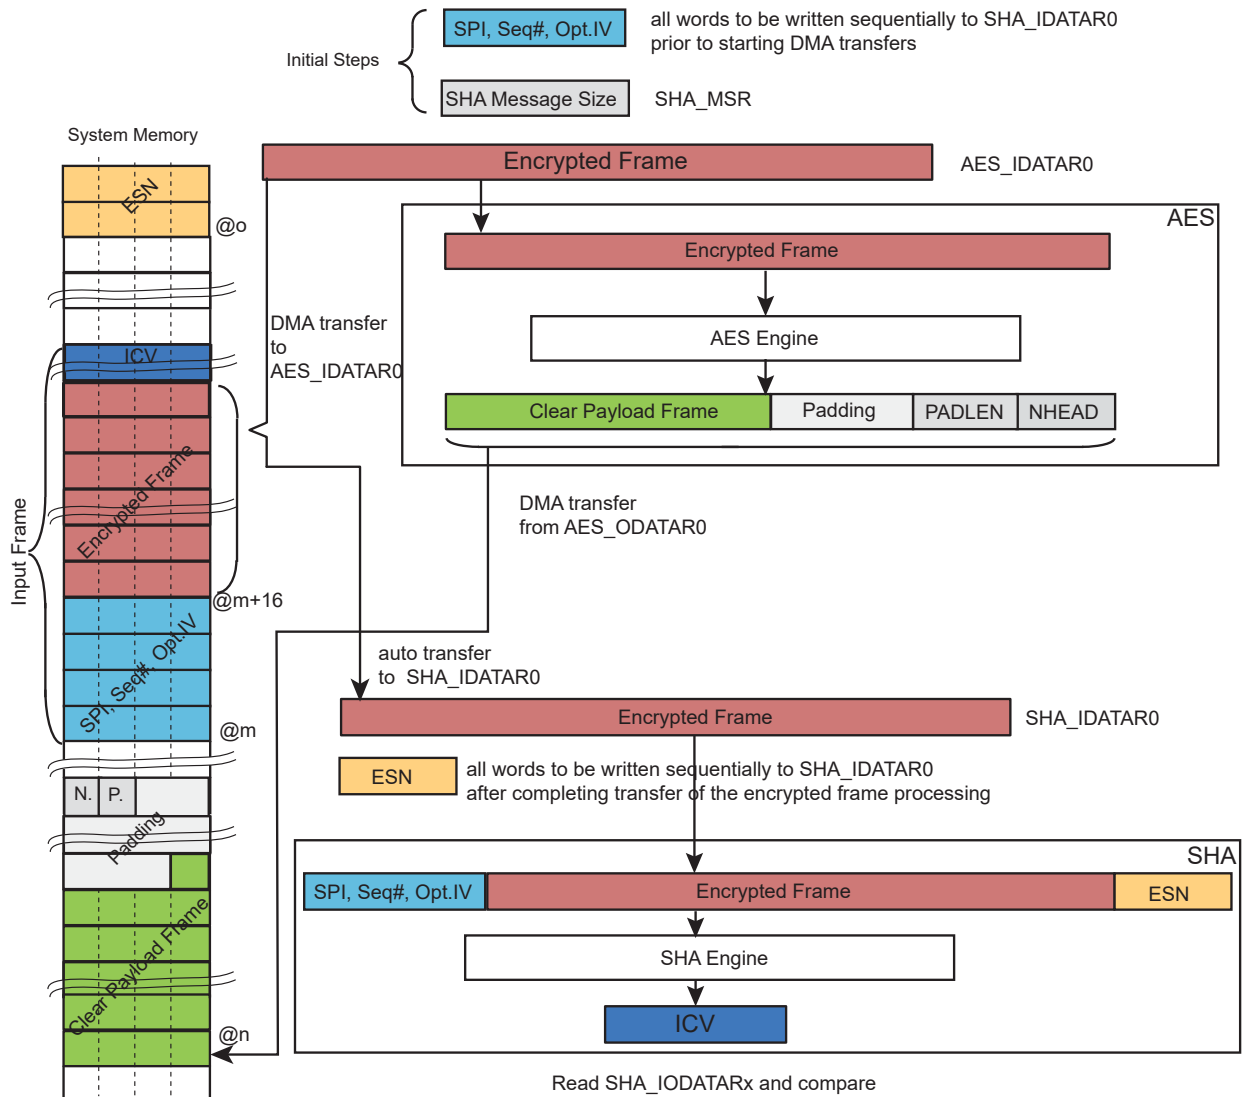 SPI, Seq#, Opt.IV
all words to be written sequentially to SHA_IDATAR0
prior to starting DMA transfers
Initial Steps
SHA Message Size
SHA_MSR
System Memory
Encrypted Frame
AES_IDATAR0
ESN
@o
AES
Encrypted Frame
DMA transfer
to
AES_IDATAR0
AES Engine
ICV
Clear Payload Frame
Padding
PADLEN
NHEAD
Encrypted Frame
Input Frame
DMA transfer
from AES_ODATAR0
@m+16
SPI, Seq#, Opt.IV
auto transfer
to SHA_IDATAR0
@m
Encrypted Frame
SHA_IDATAR0
ESN
all words to be written sequentially to SHA_IDATAR0
after completing transfer of the encrypted frame processing
N.
P.
Padding
SHA
SPI, Seq#, Opt.IV
Encrypted Frame
ESN
Clear Payload Frame
SHA Engine
@n
ICV
Read SHA_IODATARx and compare